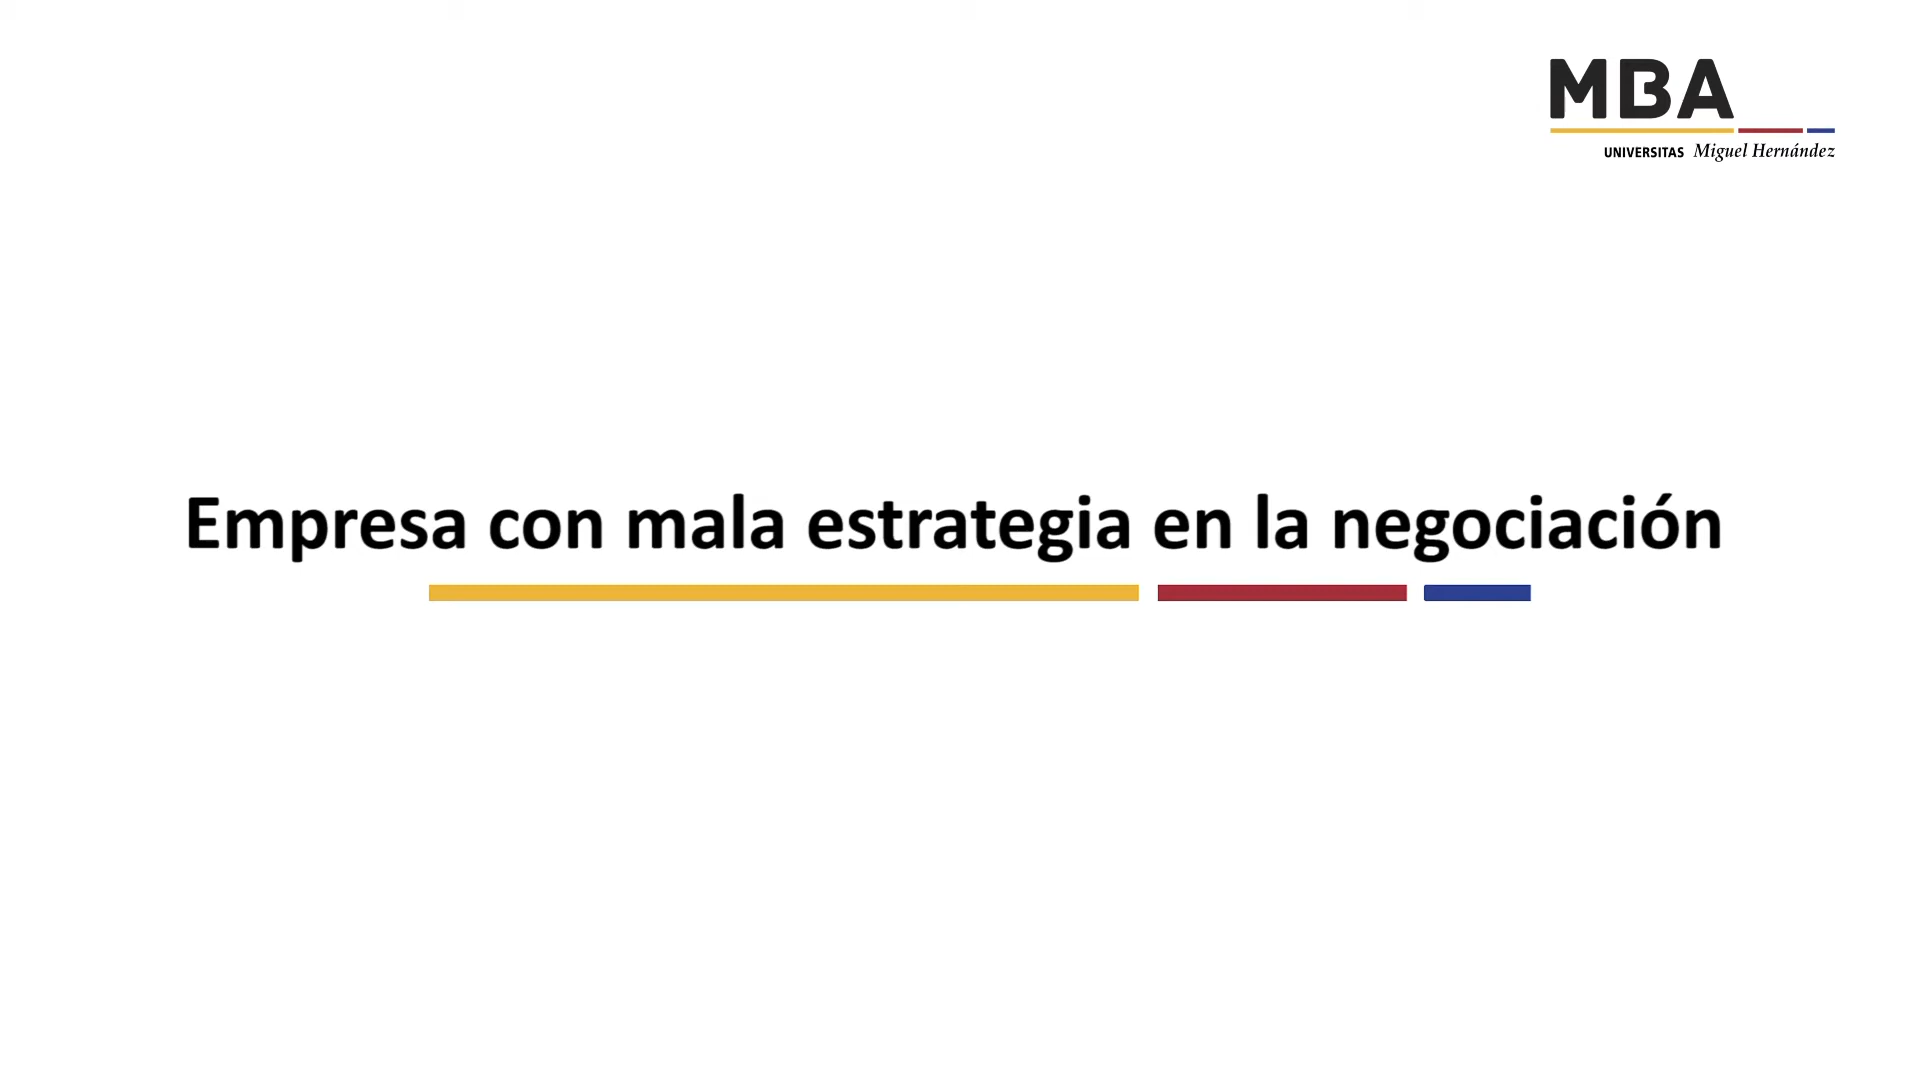 MBA
UNIVERSITAS Miguel Hernández
Empresa con mala estrategia en la negociación